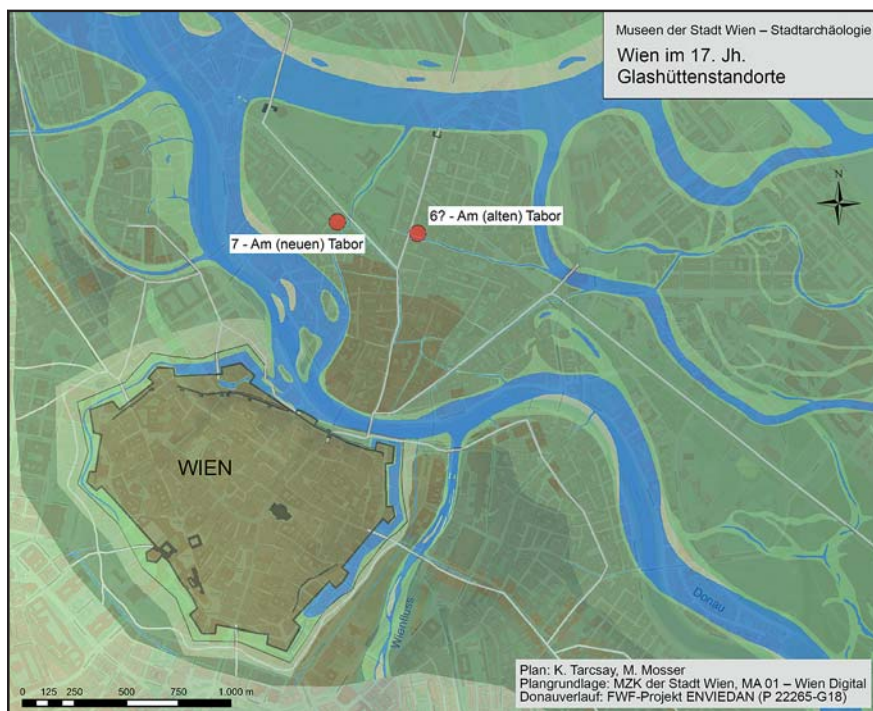 Museen der Stadt Wien – Stadtarchäologie
Wien im 17. Jh.
Glashüttenstandorte
N
6? - Am (alten) Tabor
7 - Am (neuen) Tabor
WIEN
Donau
Wienfluss
Plan: K. Tarcsay, M. Mosser
Plangrundlage: MZK der Stadt Wien, MA 01 – Wien Digital
Donauverlauf: FWF-Projekt ENVIEDAN (P 22265-G18)
0 125 250 500 750 1.000 m